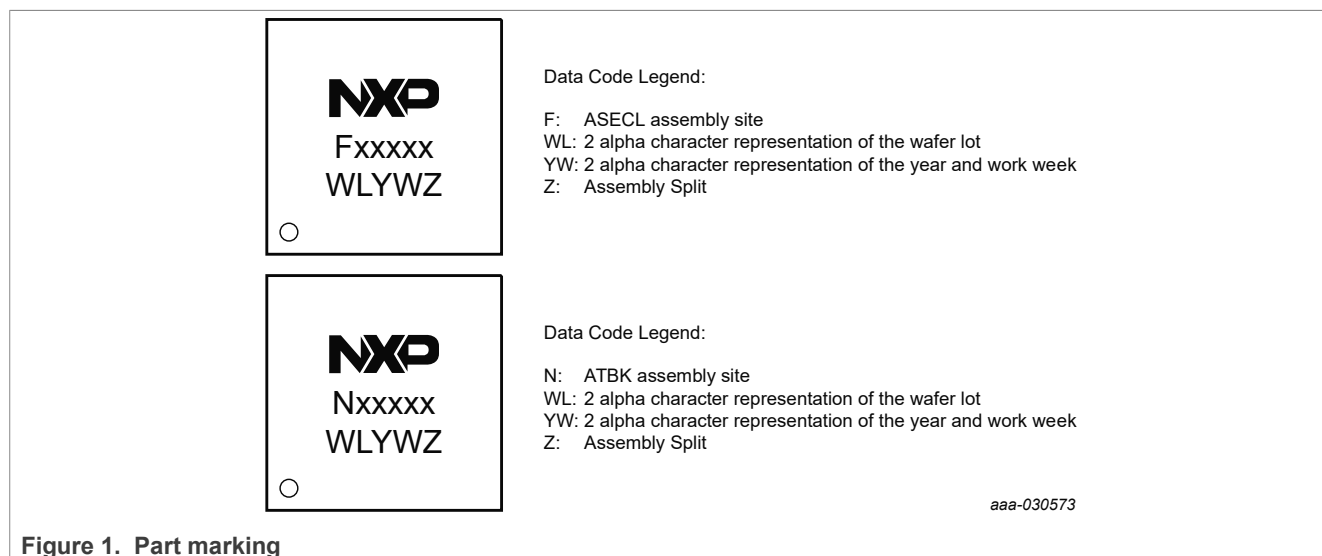 NXP
Fxxxxx
WLYWZ
Data Code Legend:
F: ASECL assembly site
WL: 2 alpha character representation of the wafer lot
YW: 2 alpha character representation of the year and work week
Z: Assembly Split
NXP
Nxxxxx
WLYWZ
Data Code Legend:
N: ATBK assembly site
WL: 2 alpha character representation of the wafer lot
YW: 2 alpha character representation of the year and work week
Z: Assembly Split
aaa-030573
Figure 1. Part marking